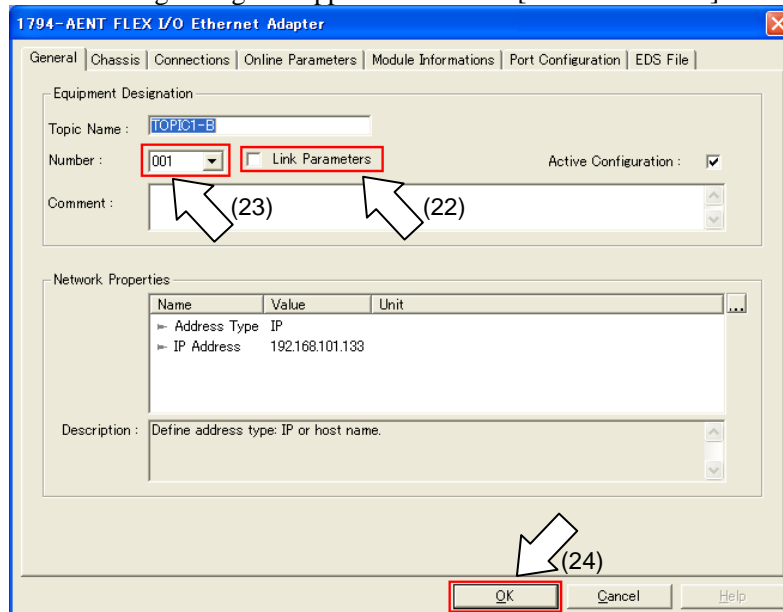 1794-AENT FLEX I/O Ethernet Adapter
General Chassis Connections Online Parameters Module Informations Port Configuration EDS File
Equipment Designation
Topic Name : TOPIC1-B
Number : 001 Link Parameters Active Configuration :
Comment :
(23) (22)
Network Properties
Name Value Unit ...
Address Type IP
IP Address 192.168.101.133
Description : Define address type: IP or host name.
(24)
OK Cancel Help